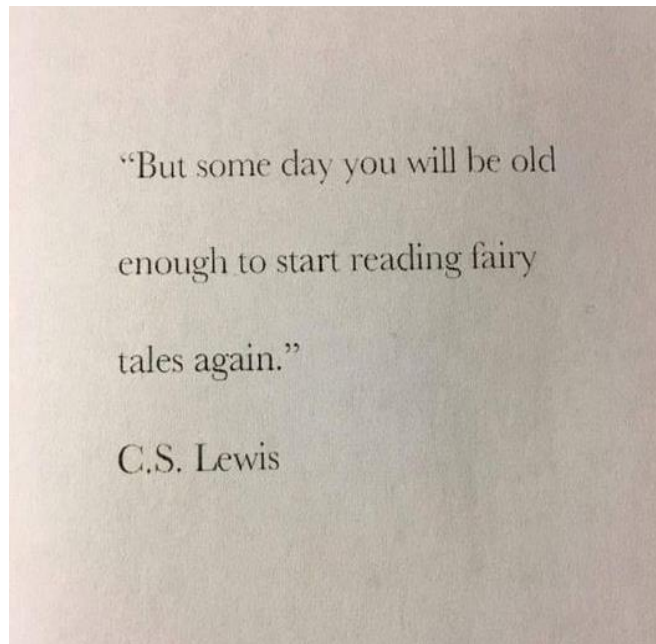 “But some day you will be old
enough to start reading fairy
tales again.”
C.S. Lewis